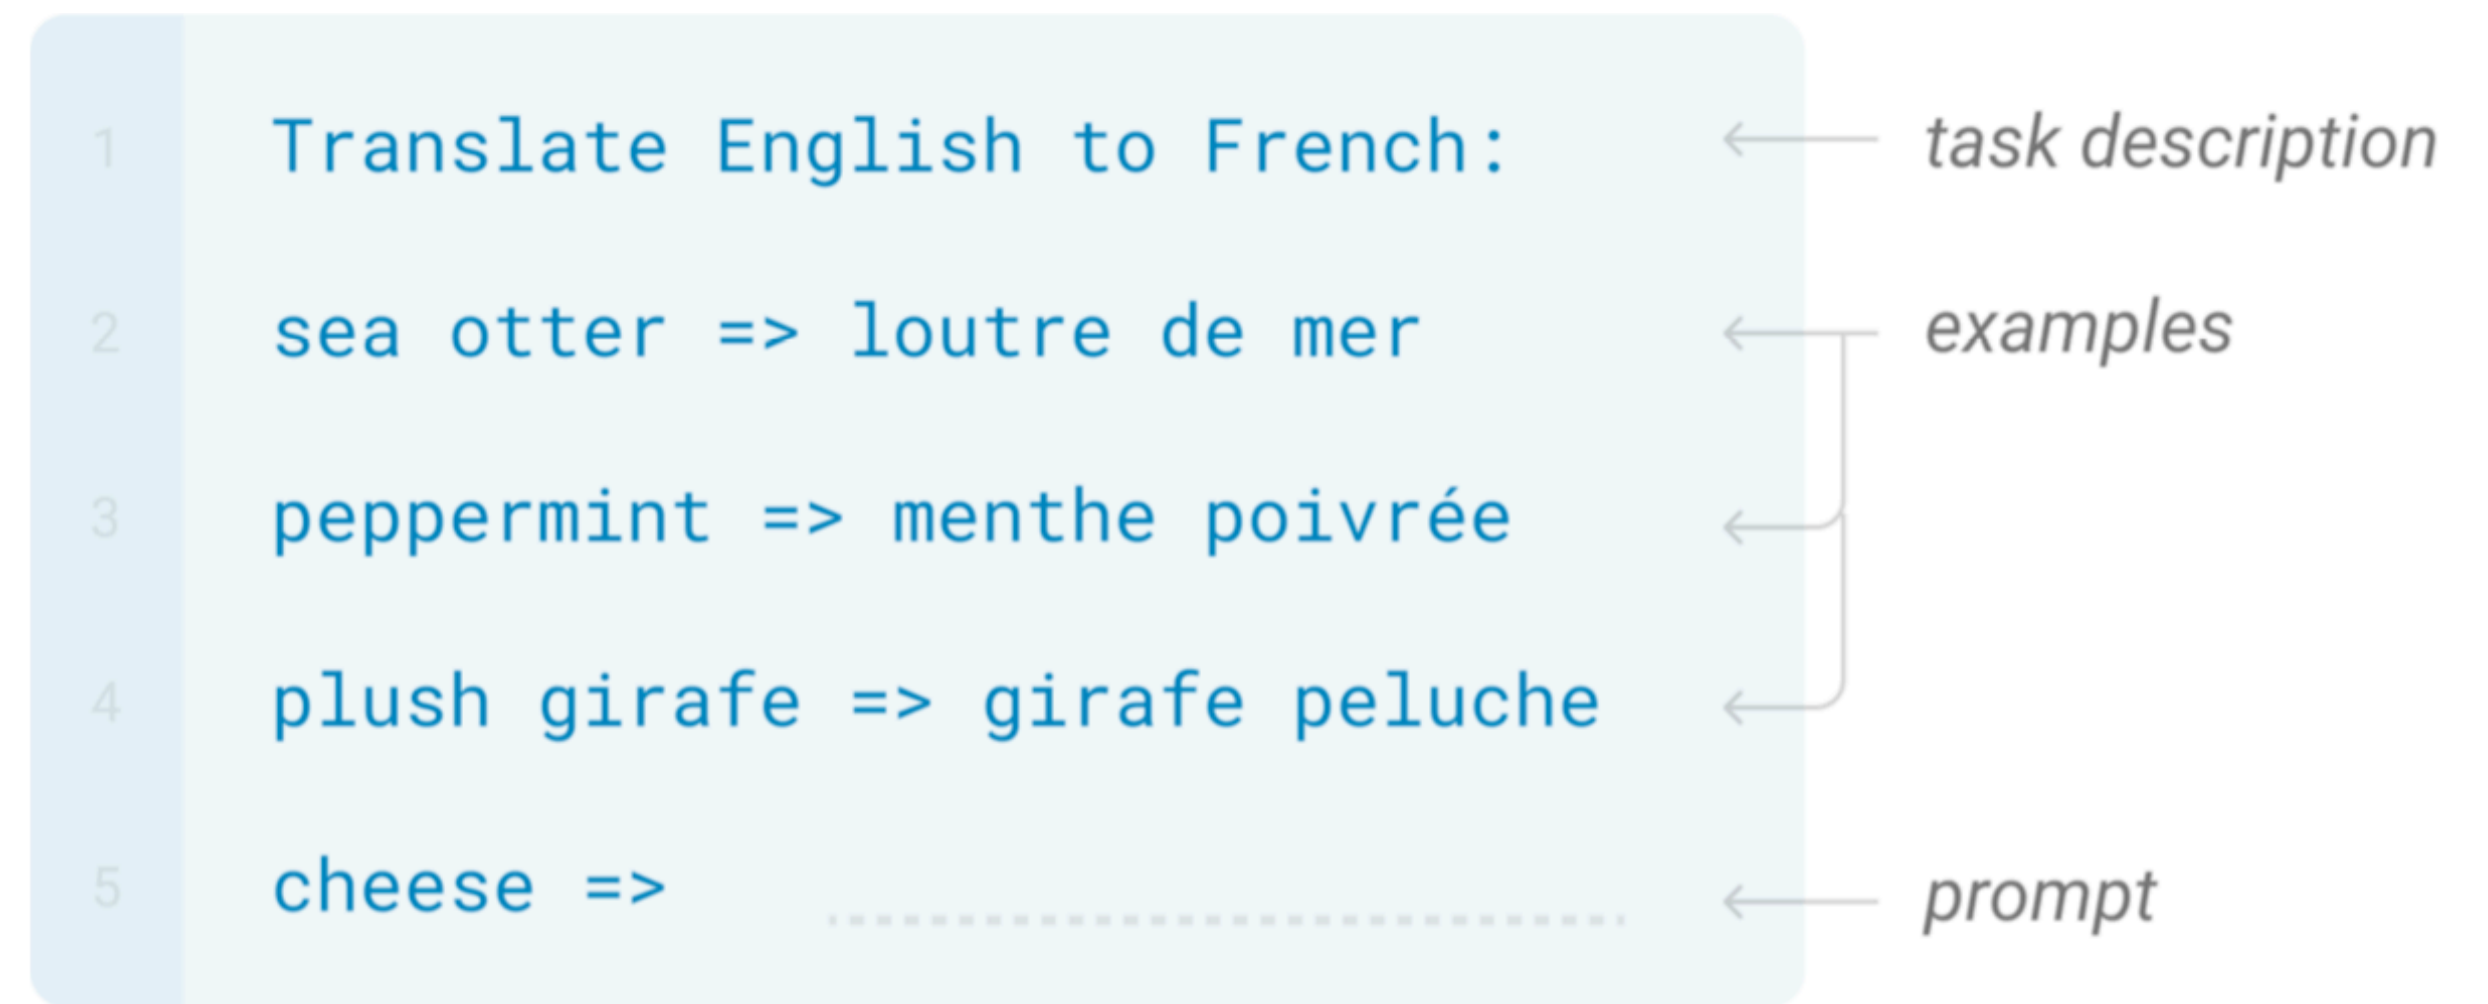 1 Translate English to French: task description
2 sea otter => loutre de mer examples
3 peppermint => menthe poivrée
4 plush girafe => girafe peluche
5 cheese => prompt